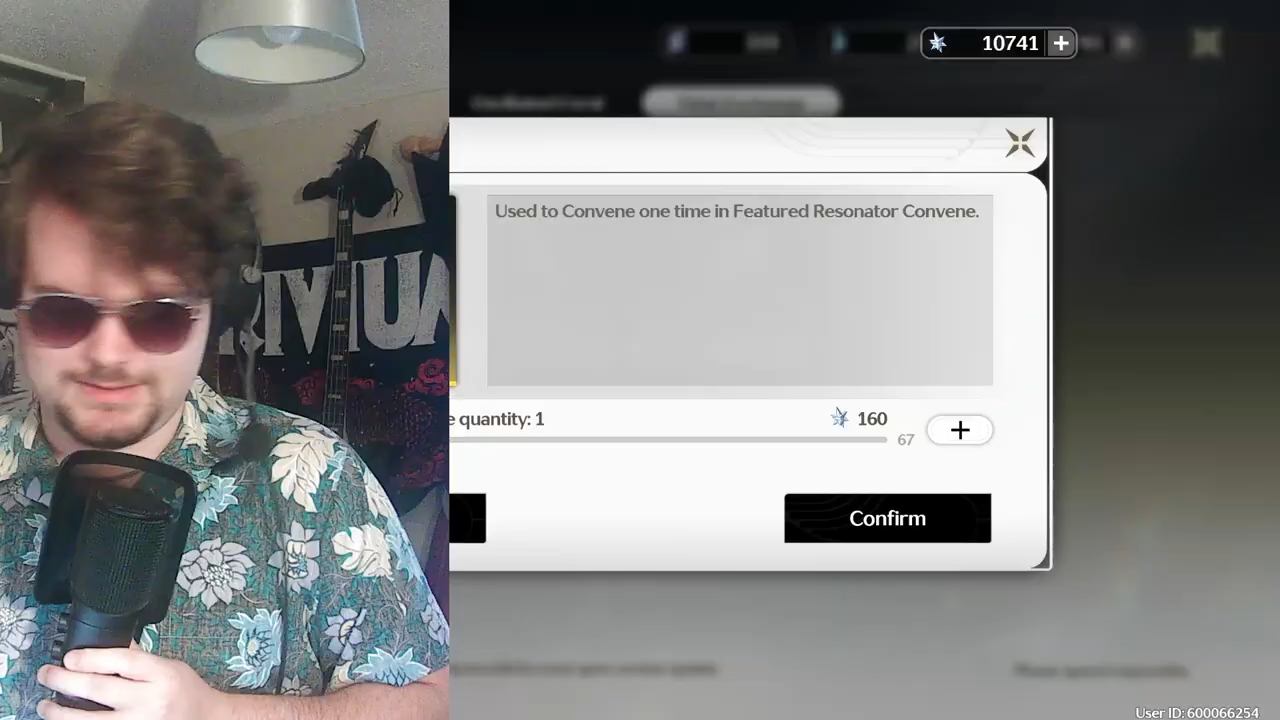 10741
Used to Convene one time in Featured Resonator Convene.
e quantity: 1
160
67
Confirm
User ID: 600066254